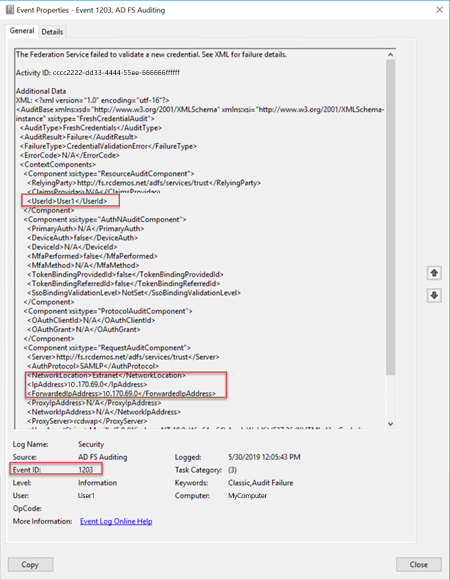 Event Properties - Event 1203, AD FS Auditing
General Details
The Federation Service failed to validate a new credential. See XML for failure details.
Activity ID: cccc2222-dd33-4444-55ee-666666ffffff
Additional Data
XML: <?xml version="1.0" encoding="utf-16"?>
<AuditBase xmlns:xsd="http://www.w3.org/2001/XMLSchema" xmlns:xsi="http://www.w3.org/2001/XMLSchema-
instance" xsi:type="FreshCredentialAudit">
<AuditType>FreshCredentials</AuditType>
<AuditResult>Failure</AuditResult>
<FailureType>CredentialValidationError</FailureType>
<ErrorCode>N/A</ErrorCode>
<ContextComponents>
<Component xsi:type="ResourceAuditComponent">
<RelyingParty>http://fs.rcdemos.net/adfs/services/trust</RelyingParty>
<ClaimsProvider>N/A</ClaimsProvider>
<UserId>User1</UserId>
</Component>
<Component xsi:type="AuthNAuditComponent">
<PrimaryAuth>N/A</PrimaryAuth>
<DeviceAuth>false</DeviceAuth>
<DeviceId>N/A</DeviceId>
<MfaPerformed>false</MfaPerformed>
<MfaMethod>N/A</MfaMethod>
<TokenBindingProvidedId>false</TokenBindingProvidedId>
<TokenBindingReferredId>false</TokenBindingReferredId>
<SsoBindingValidationLevel>NotSet</SsoBindingValidationLevel>
</Component>
<Component xsi:type="ProtocolAuditComponent">
<OAuthClientId>N/A</OAuthClientId>
<OAuthGrant>N/A</OAuthGrant>
</Component>
<Component xsi:type="RequestAuditComponent">
<Server>http://fs.rcdemos.net/adfs/services/trust</Server>
<AuthProtocol>SAMLP</AuthProtocol>
<NetworkLocation>Extranet</NetworkLocation>
<IpAddress>10.170.69.0</IpAddress>
<ForwardedIpAddress>10.170.69.0</ForwardedIpAddress>
<ProxyIpAddress>N/A</ProxyIpAddress>
<NetworkIpAddress>N/A</NetworkIpAddress>
<ProxyServer>rcdwap</ProxyServer>
Log Name: Security
Source: AD FS Auditing Logged: 5/30/2019 12:05:43 PM
Event ID: 1203 Task Category: (3)
Level: Information Keywords: Classic,Audit Failure
User: User1 Computer: MyComputer
OpCode:
More Information: Event Log Online Help
Copy Close